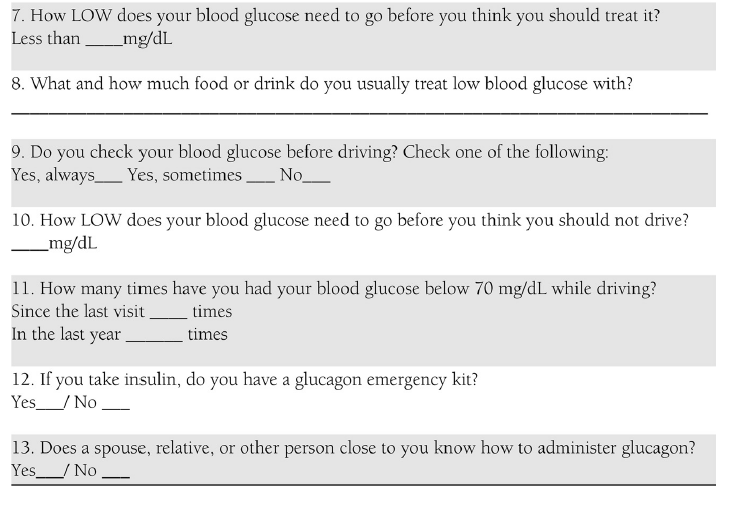 7. How LOW does your blood glucose need to go before you think you should treat it?
Less than ____mg/dL
8. What and how much food or drink do you usually treat low blood glucose with?
9. Do you check your blood glucose before driving? Check one of the following:
Yes, always___ Yes, sometimes ___ No___
10. How LOW does your blood glucose need to go before you think you should not drive?
____mg/dL
11. How many times have you had your blood glucose below 70 mg/dL while driving?
Since the last visit ____ times
In the last year ______ times
12. If you take insulin, do you have a glucagon emergency kit?
Yes___/ No ___
13. Does a spouse, relative, or other person close to you know how to administer glucagon?
Yes___/ No ___